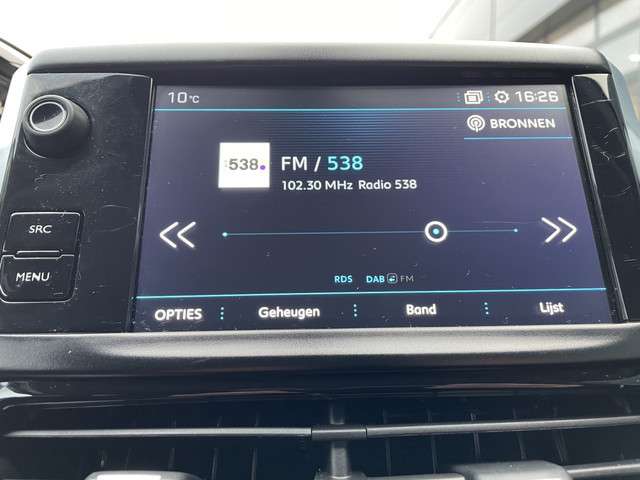 10 °C 16:26
BRONNEN
538
FM / 538
102.30 MHz Radio 538
SRC
MENU
RDS DAB FM
OPTIES Geheugen Band Lijst